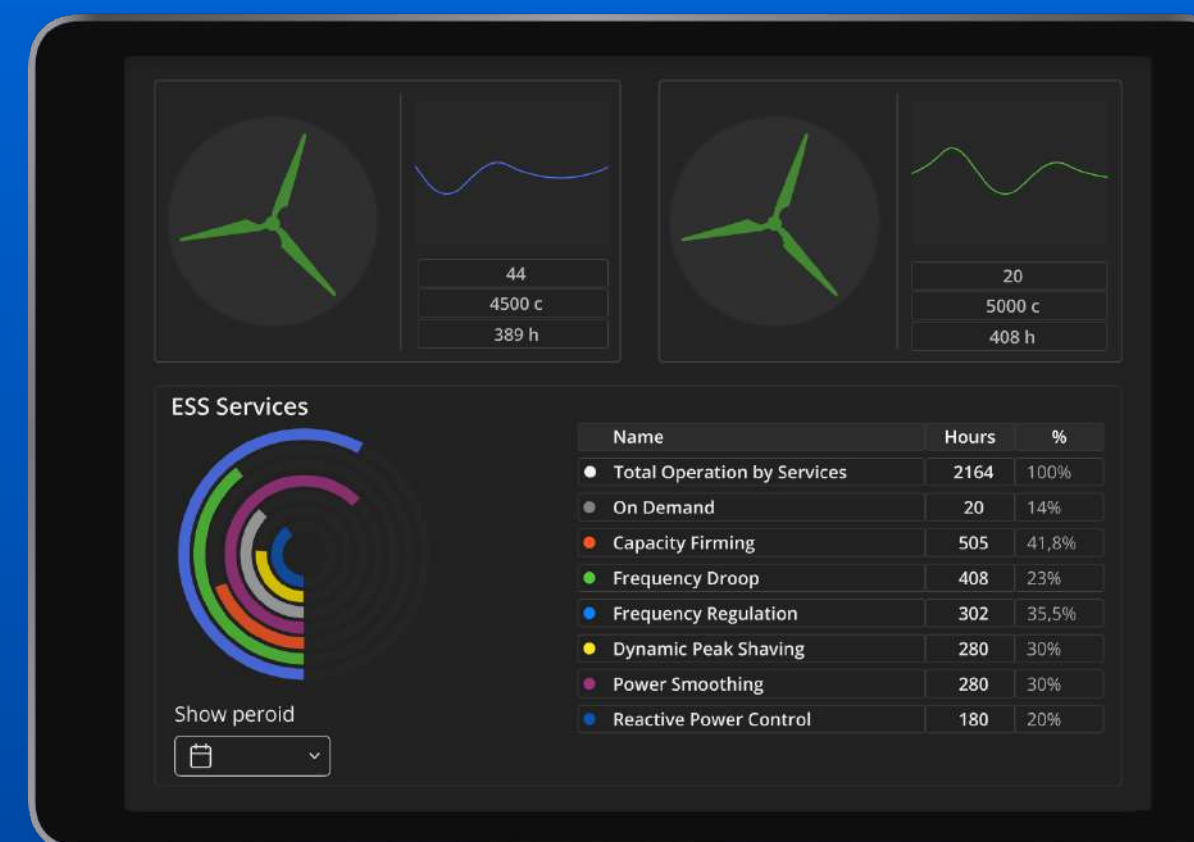 44
4500 c
389 h
20
5000 c
408 h
ESS Services
Name Hours %
Total Operation by Services 2164 100%
On Demand 20 14%
Capacity Firming 505 41,8%
Frequency Droop 408 23%
Frequency Regulation 302 35,5%
Dynamic Peak Shaving 280 30%
Power Smoothing 280 30%
Reactive Power Control 180 20%
Show peroid